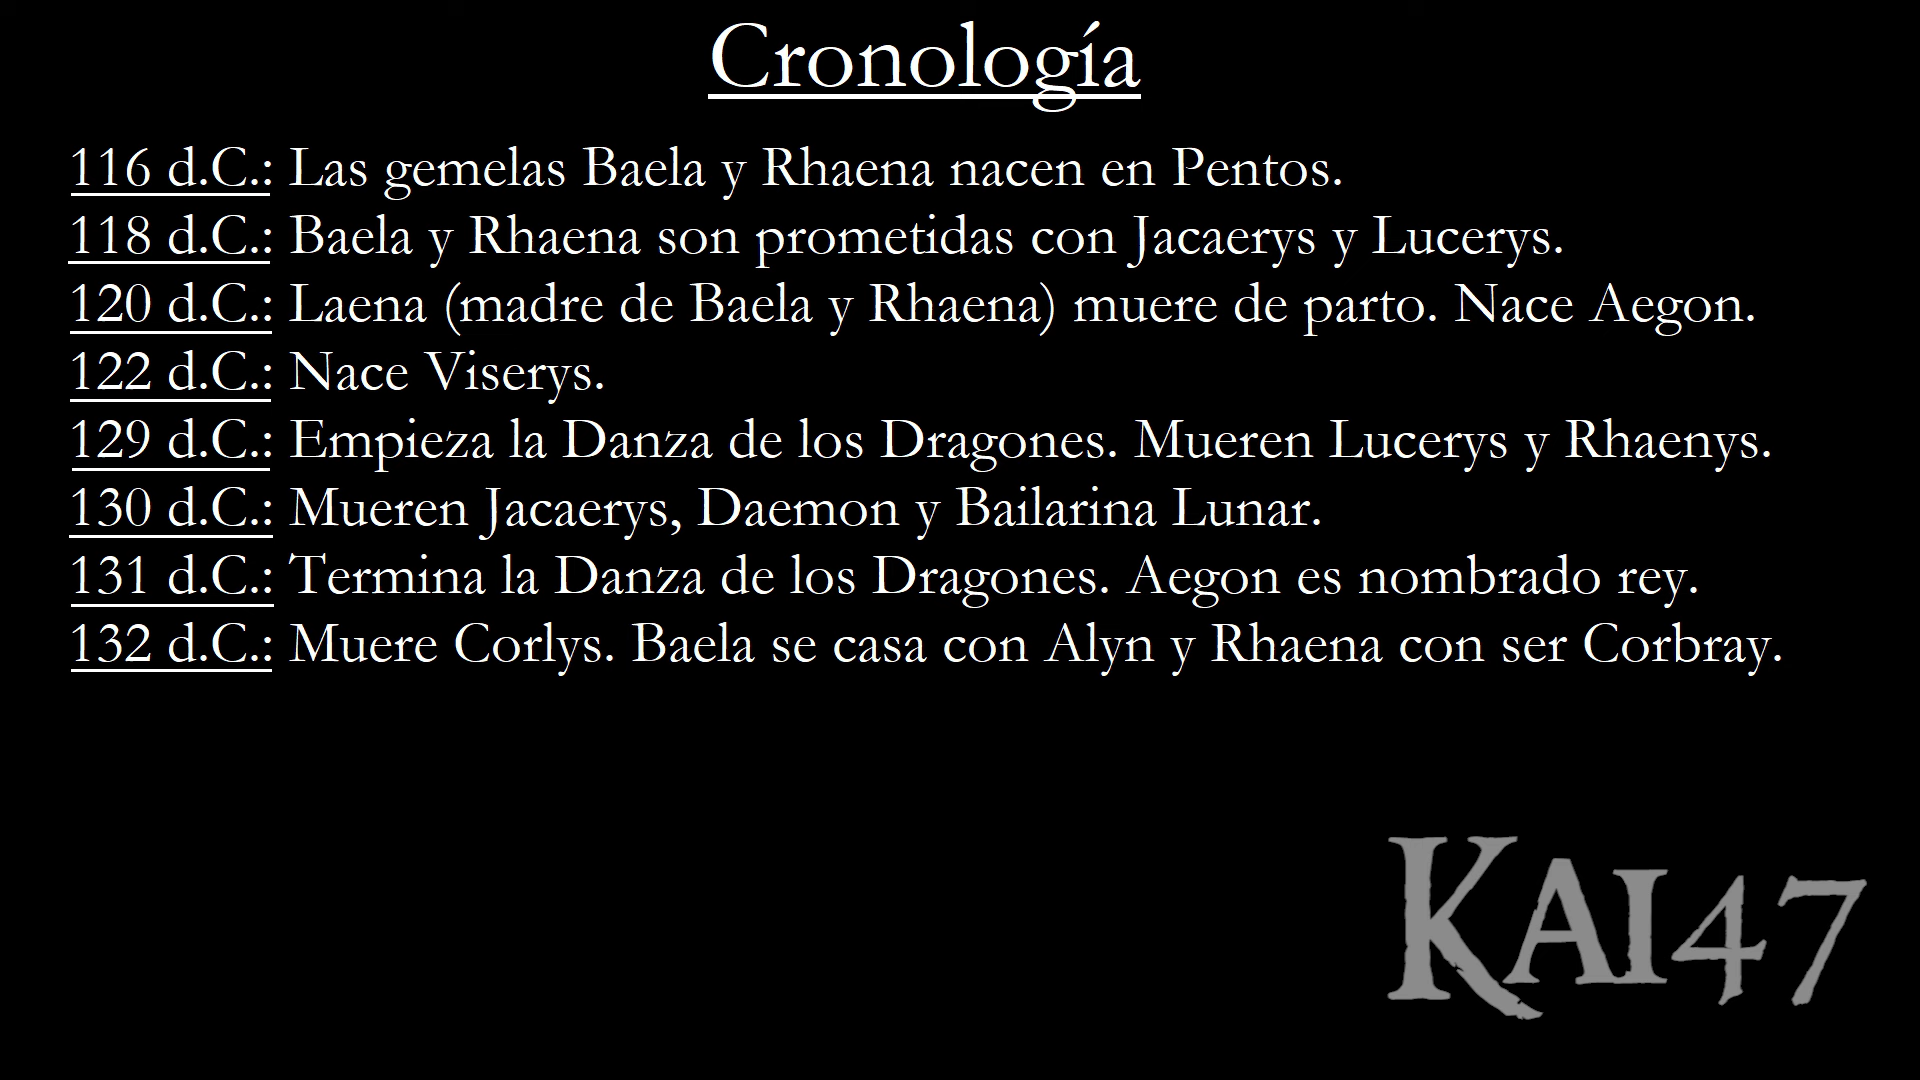 Cronología
116 d.C.: Las gemelas Baela y Rhaena nacen en Pentos.
118 d.C.: Baela y Rhaena son prometidas con Jacaerys y Lucerys.
120 d.C.: Laena (madre de Baela y Rhaena) muere de parto. Nace Aegon.
122 d.C.: Nace Viserys.
129 d.C.: Empieza la Danza de los Dragones. Mueren Lucerys y Rhaenys.
130 d.C.: Mueren Jacaerys, Daemon y Bailarina Lunar.
131 d.C.: Termina la Danza de los Dragones. Aegon es nombrado rey.
132 d.C.: Muere Corlys. Baela se casa con Alyn y Rhaena con ser Corbray.
KAI47